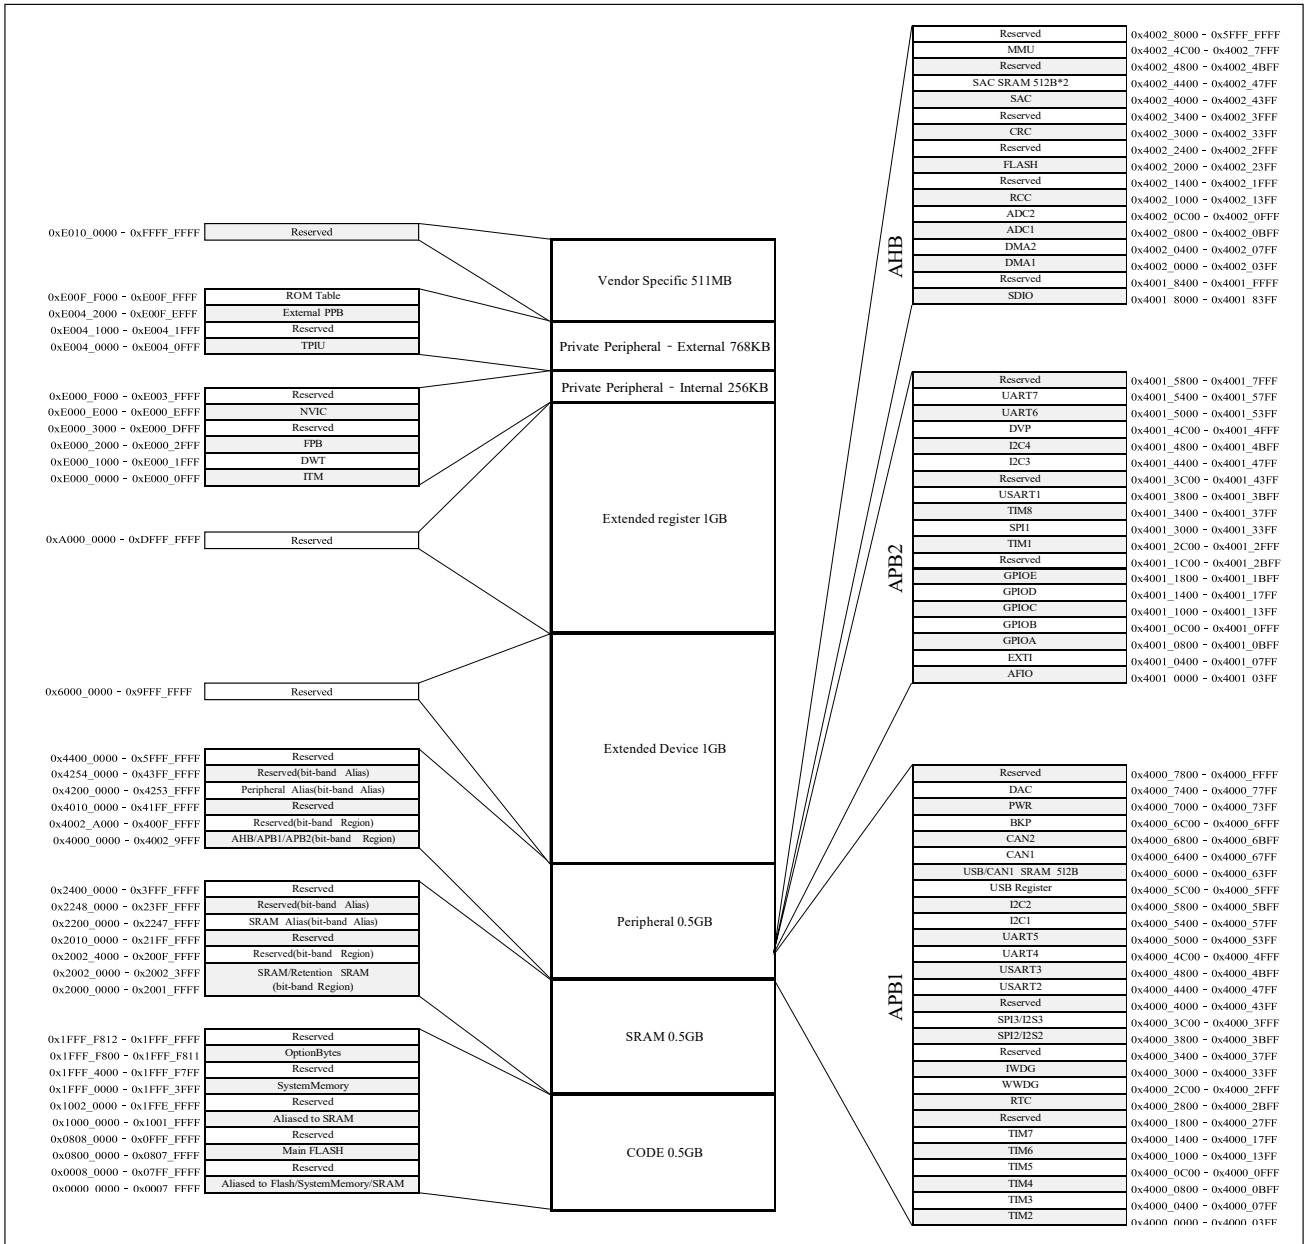 0xE010_0000 - 0xFFFF_FFFF Reserved
0xE00F_F000 - 0xE00F_FFFF ROM Table
0xE004_2000 - 0xE00F_EFFF External PPB
0xE004_1000 - 0xE004_1FFF Reserved
0xE004_0000 - 0xE004_0FFF TPIU
0xE000_F000 - 0xE003_FFFF Reserved
0xE000_E000 - 0xE000_EFFF NVIC
0xE000_3000 - 0xE000_DFFF Reserved
0xE000_2000 - 0xE000_2FFF FPB
0xE000_1000 - 0xE000_1FFF DWT
0xE000_0000 - 0xE000_0FFF ITM
0xA000_0000 - 0xDFFF_FFFF Reserved
0x6000_0000 - 0x9FFF_FFFF Reserved
0x4400_0000 - 0x5FFF_FFFF Reserved
0x4254_0000 - 0x43FF_FFFF Reserved(bit-band Alias)
0x4200_0000 - 0x4253_FFFF Peripheral Alias(bit-band Alias)
0x4010_0000 - 0x41FF_FFFF Reserved
0x4002_A000 - 0x400F_FFFF Reserved(bit-band Region)
0x4000_0000 - 0x4002_9FFF AHB/APB1/APB2(bit-band Region)
0x2400_0000 - 0x3FFF_FFFF Reserved
0x2248_0000 - 0x23FF_FFFF Reserved(bit-band Alias)
0x2200_0000 - 0x2247_FFFF SRAM Alias(bit-band Alias)
0x2010_0000 - 0x21FF_FFFF Reserved
0x2002_4000 - 0x200F_FFFF Reserved(bit-band Region)
0x2002_0000 - 0x2002_3FFF SRAM/Retention SRAM
0x2000_0000 - 0x2001_FFFF (bit-band Region)
0x1FFF_F812 - 0x1FFF_FFFF Reserved
0x1FFF_F800 - 0x1FFF_F811 OptionBytes
0x1FFF_4000 - 0x1FFF_F7FF Reserved
0x1FFF_0000 - 0x1FFF_3FFF SystemMemory
0x1002_0000 - 0x1FFE_FFFF Reserved
0x1000_0000 - 0x1001_FFFF Aliased to SRAM
0x0808_0000 - 0x0FFF_FFFF Reserved
0x0800_0000 - 0x0807_FFFF Main FLASH
0x0008_0000 - 0x07FF_FFFF Reserved
0x0000_0000 - 0x0007_FFFF Aliased to Flash/SystemMemory/SRAM
Vendor Specific 511MB
Private Peripheral - External 768KB
Private Peripheral - Internal 256KB
Extended register 1GB
Extended Device 1GB
Peripheral 0.5GB
SRAM 0.5GB
CODE 0.5GB
AHB
Reserved 0x4002_8000 - 0x5FFF_FFFF
MMU 0x4002_4C00 - 0x4002_7FFF
Reserved 0x4002_4800 - 0x4002_4BFF
SAC SRAM 512B*2 0x4002_4400 - 0x4002_47FF
SAC 0x4002_4000 - 0x4002_43FF
Reserved 0x4002_3400 - 0x4002_3FFF
CRC 0x4002_3000 - 0x4002_33FF
Reserved 0x4002_2400 - 0x4002_2FFF
FLASH 0x4002_2000 - 0x4002_23FF
Reserved 0x4002_1400 - 0x4002_1FFF
RCC 0x4002_1000 - 0x4002_13FF
ADC2 0x4002_0C00 - 0x4002_0FFF
ADC1 0x4002_0800 - 0x4002_0BFF
DMA2 0x4002_0400 - 0x4002_07FF
DMA1 0x4002_0000 - 0x4002_03FF
Reserved 0x4001_8400 - 0x4001_FFFF
SDIO 0x4001_8000 - 0x4001_83FF
APB2
Reserved 0x4001_5800 - 0x4001_7FFF
UART7 0x4001_5400 - 0x4001_57FF
UART6 0x4001_5000 - 0x4001_53FF
DVP 0x4001_4C00 - 0x4001_4FFF
I2C4 0x4001_4800 - 0x4001_4BFF
I2C3 0x4001_4400 - 0x4001_47FF
Reserved 0x4001_3C00 - 0x4001_43FF
USART1 0x4001_3800 - 0x4001_3BFF
TIM8 0x4001_3400 - 0x4001_37FF
SPI1 0x4001_3000 - 0x4001_33FF
TIM1 0x4001_2C00 - 0x4001_2FFF
Reserved 0x4001_1C00 - 0x4001_2BFF
GPIOE 0x4001_1800 - 0x4001_1BFF
GPIOD 0x4001_1400 - 0x4001_17FF
GPIOC 0x4001_1000 - 0x4001_13FF
GPIOB 0x4001_0C00 - 0x4001_0FFF
GPIOA 0x4001_0800 - 0x4001_0BFF
EXTI 0x4001_0400 - 0x4001_07FF
AFIO 0x4001_0000 - 0x4001_03FF
APB1
Reserved 0x4000_7800 - 0x4000_FFFF
DAC 0x4000_7400 - 0x4000_77FF
PWR 0x4000_7000 - 0x4000_73FF
BKP 0x4000_6C00 - 0x4000_6FFF
CAN2 0x4000_6800 - 0x4000_6BFF
CAN1 0x4000_6400 - 0x4000_67FF
USB/CAN1 SRAM 512B 0x4000_6000 - 0x4000_63FF
USB Register 0x4000_5C00 - 0x4000_5FFF
I2C2 0x4000_5800 - 0x4000_5BFF
I2C1 0x4000_5400 - 0x4000_57FF
UART5 0x4000_5000 - 0x4000_53FF
UART4 0x4000_4C00 - 0x4000_4FFF
USART3 0x4000_4800 - 0x4000_4BFF
USART2 0x4000_4400 - 0x4000_47FF
Reserved 0x4000_4000 - 0x4000_43FF
SPI3/I2S3 0x4000_3C00 - 0x4000_3FFF
SPI2/I2S2 0x4000_3800 - 0x4000_3BFF
Reserved 0x4000_3400 - 0x4000_37FF
IWDG 0x4000_3000 - 0x4000_33FF
WWDG 0x4000_2C00 - 0x4000_2FFF
RTC 0x4000_2800 - 0x4000_2BFF
Reserved 0x4000_1800 - 0x4000_27FF
TIM7 0x4000_1400 - 0x4000_17FF
TIM6 0x4000_1000 - 0x4000_13FF
TIM5 0x4000_0C00 - 0x4000_0FFF
TIM4 0x4000_0800 - 0x4000_0BFF
TIM3 0x4000_0400 - 0x4000_07FF
TIM2 0x4000_0000 - 0x4000_03FF